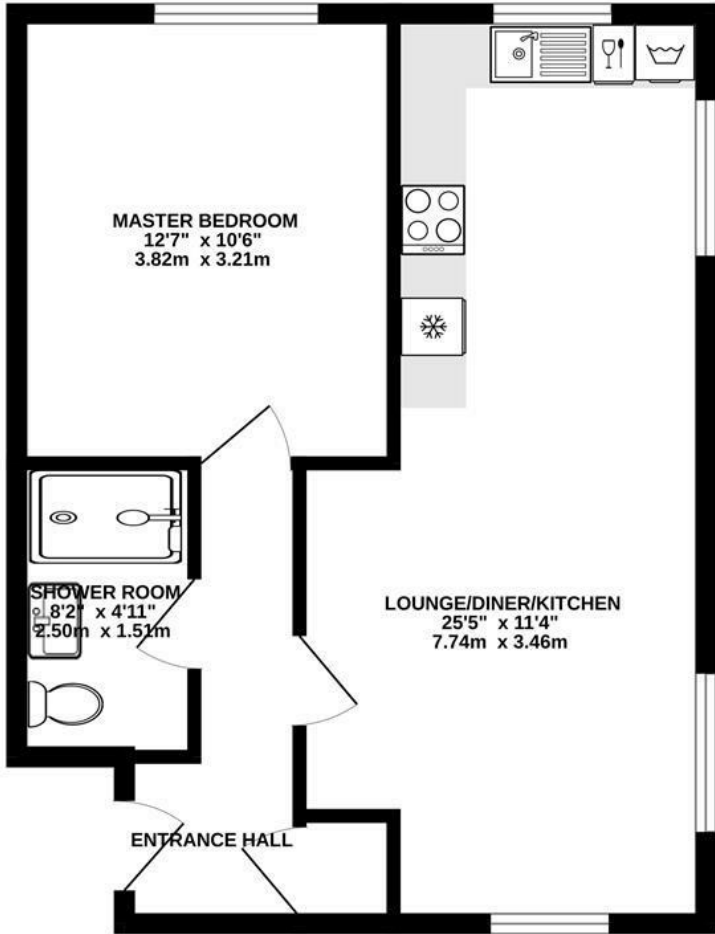 MASTER BEDROOM
12'7" x 10'6"
3.82m x 3.21m
SHOWER ROOM
8'2" x 4'11"
2.50m x 1.51m
LOUNGE/DINER/KITCHEN
25'5" x 11'4"
7.74m x 3.46m
ENTRANCE HALL